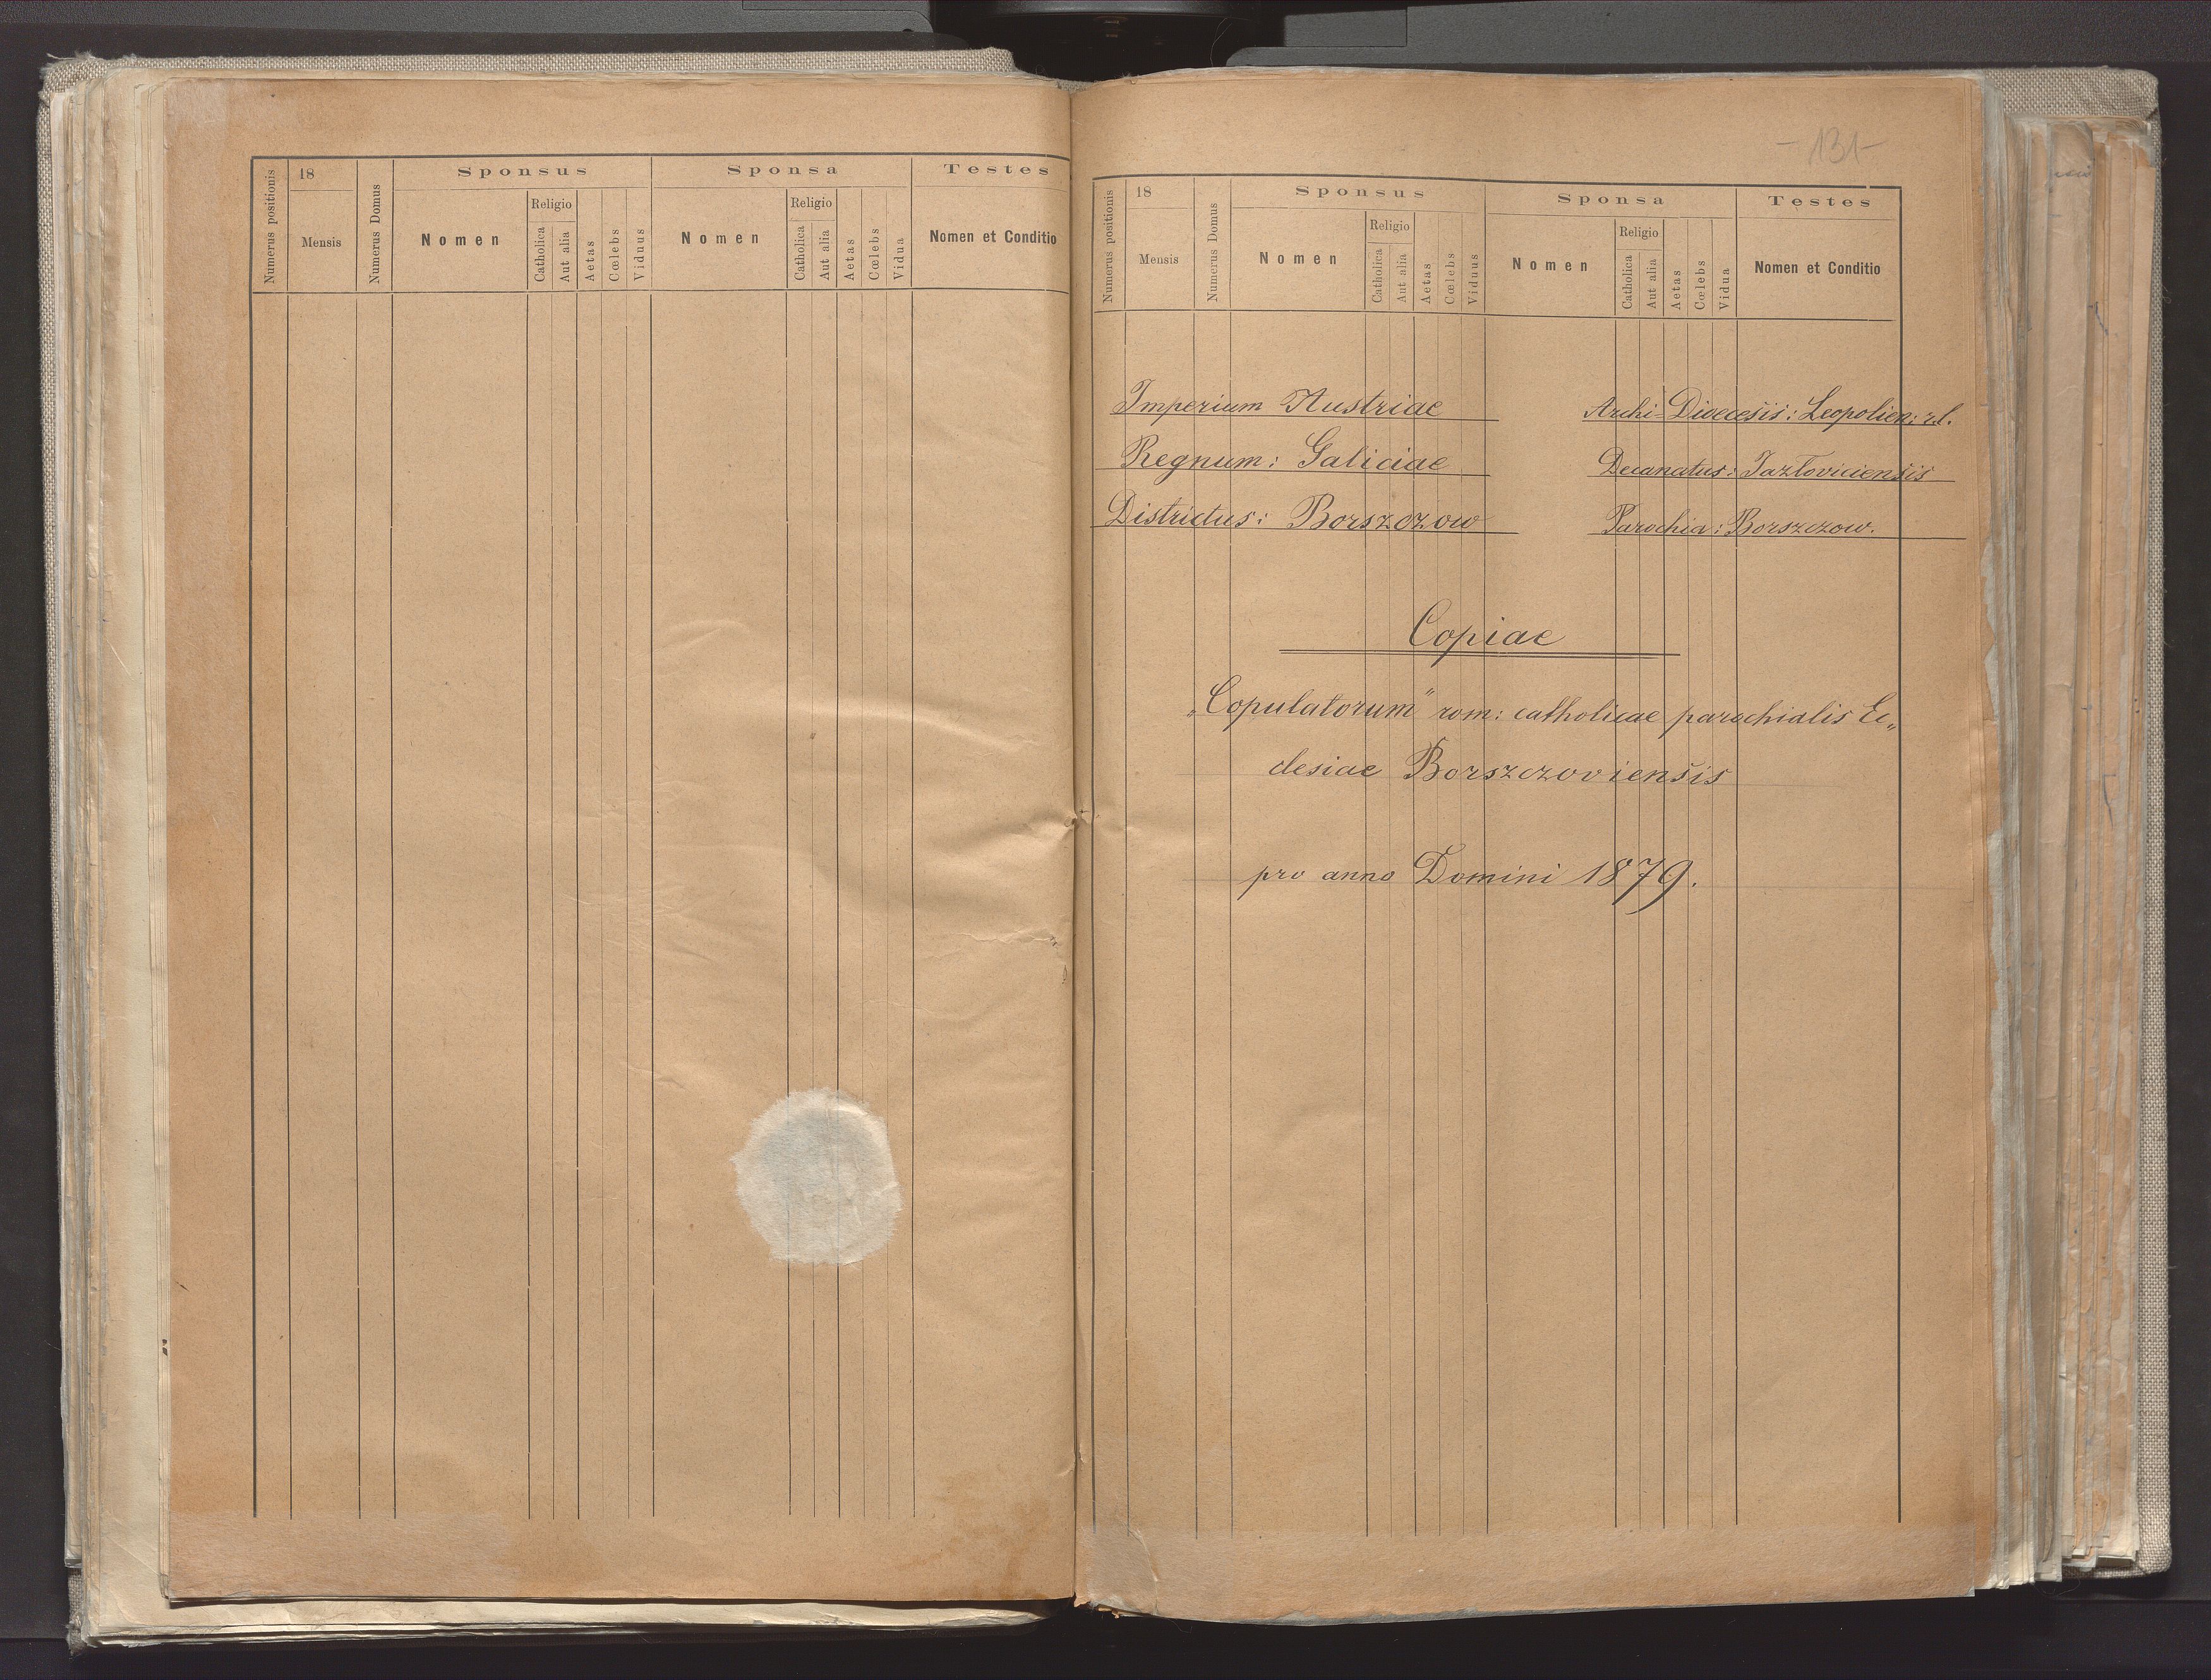 Numerus positionis
18
Mensis
Numerus Domus
Sponsus
Nomen
Religio
Catholica
Aut alia
Aetas
Cœlebs
Viduus
Sponsa
Nomen
Religio
Catholica
Aut alia
Aetas
Cœlebs
Vidua
Testes
Nomen et Conditio
- 131 -
Numerus positionis
18
Mensis
Numerus Domus
Sponsus
Nomen
Religio
Catholica
Aut alia
Aetas
Cœlebs
Viduus
Sponsa
Nomen
Religio
Catholica
Aut alia
Aetas
Cœlebs
Vidua
Testes
Nomen et Conditio
Imperium Austriae
Regnum: Galiciae
Districtus: Borszczow
Archi-Dioecesis: Leopolien: r.l.
Decanatus: Jazłoviciensis
Parochia: Borszczow.
Copiae
„Copulatorum" rom: catholicae parochialis Ec„
clesiae Borszczoviensis
pro anno Domini 1879.